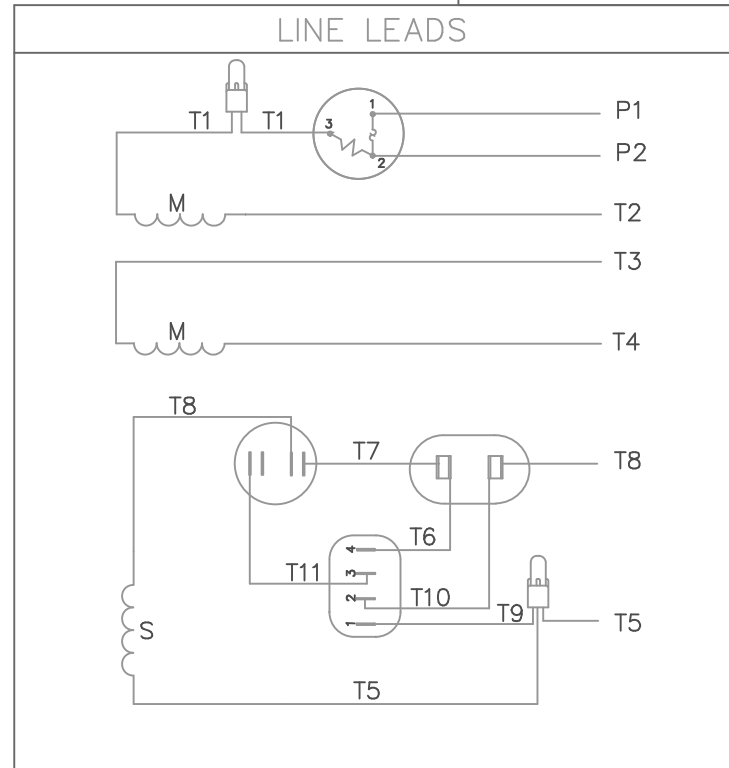 LINE LEADS
T1 T1 3 1 2 P1
P2
M T2
T3
M T4
T8
T7 T8
T6
4
T11 3
2 T10 T9
1
S T5
T5